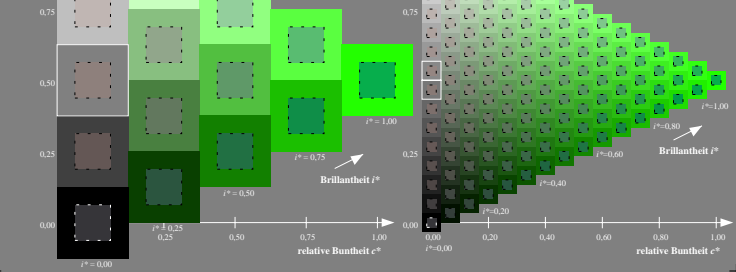 0,75
0,50
0,25
0,00
i* = 1,00
i* = 0,75
i* = 0,50
i* = 0,25
i* = 0,00
Brillantheit i*
0,25
0,50
0,75
1,00
relative Buntheit c*
0,75
0,50
0,25
0,00
i*=1,00
i*=0,80
i*=0,60
i*=0,40
i*=0,20
i*=0,00
Brillantheit i*
0,00
0,20
0,40
0,60
0,80
1,00
relative Buntheit c*